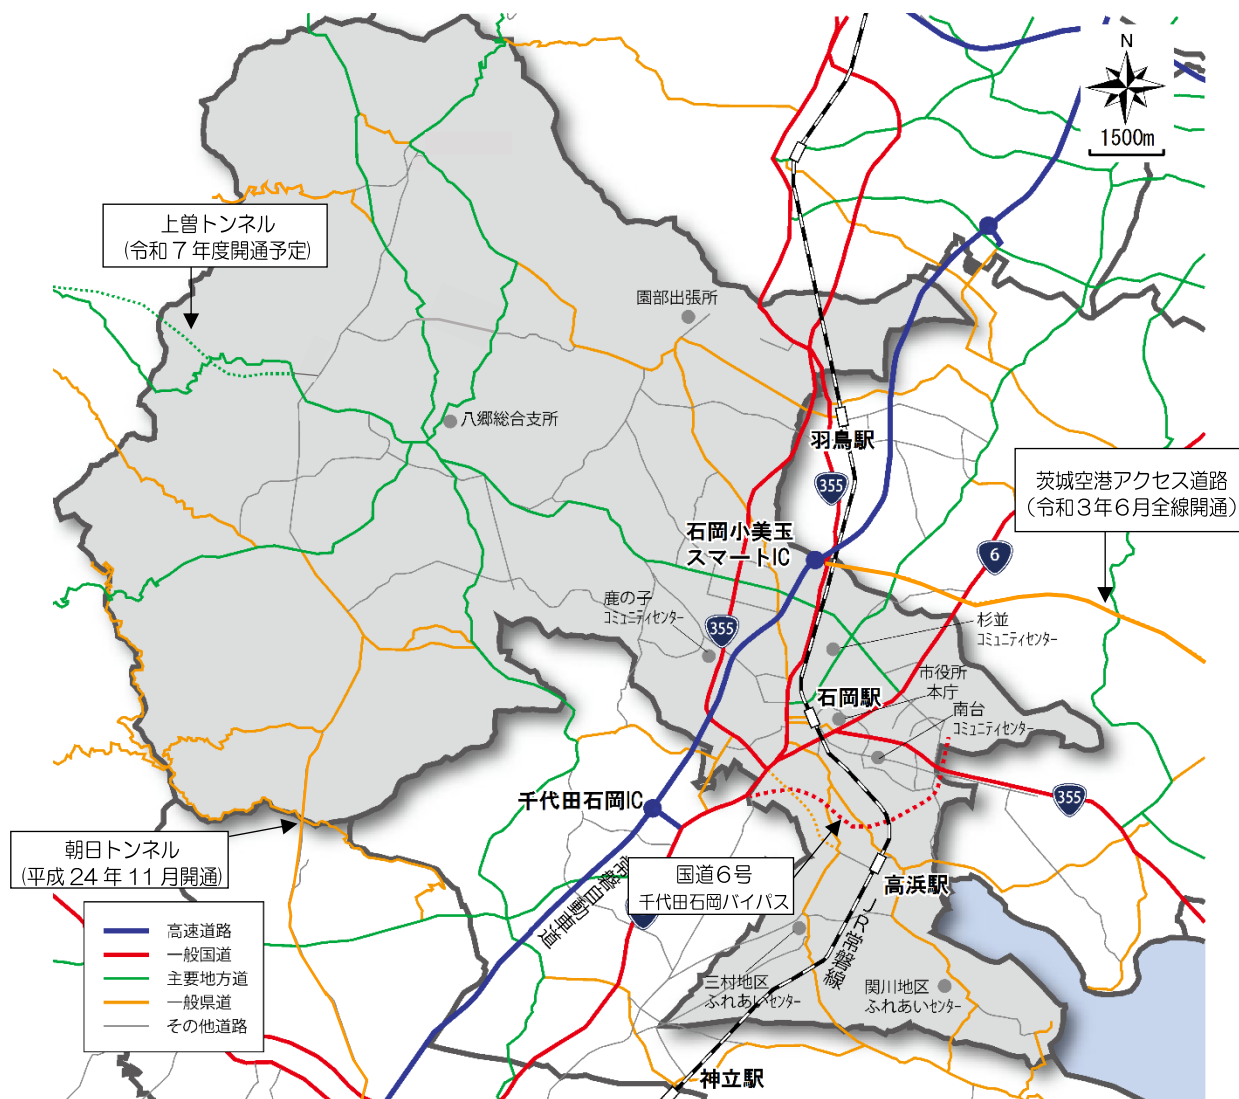 N
1500m
上曽トンネル
(令和７年度開通予定)
園部出張所
八郷総合支所
羽鳥駅
355
茨城空港アクセス道路
(令和３年６月全線開通)
石岡小美玉
スマートIC
6
鹿の子
コミュニティセンター
355
杉並
コミュニティセンター
市役所
本庁
石岡駅
南台
コミュニティセンター
千代田石岡IC
355
朝日トンネル
(平成24年11月開通)
国道６号
千代田石岡バイパス
高浜駅
常磐自動車道
JR常磐線
高速道路
一般国道
主要地方道
一般県道
その他道路
三村地区
ふれあいセンター
関川地区
ふれあいセンター
神立駅